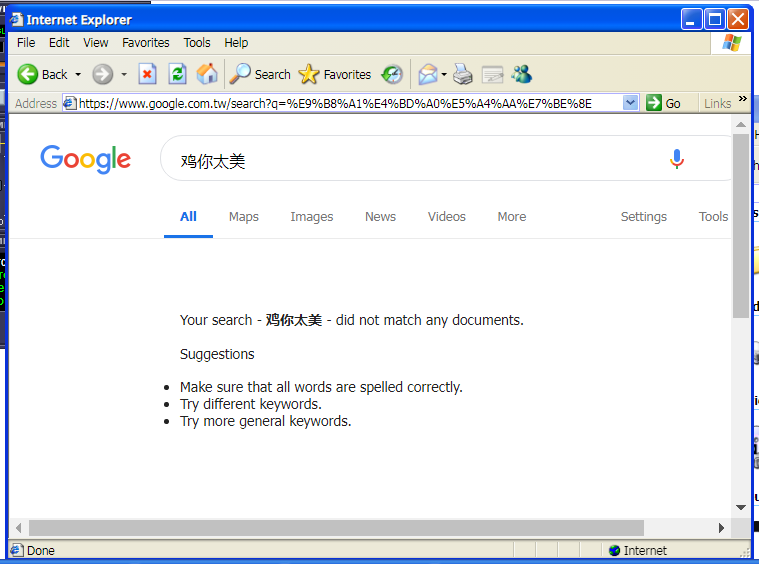 Internet Explorer
File Edit View Favorites Tools Help
Back Search Favorites
Address https://www.google.com.tw/search?q=%E9%B8%A1%E4%BD%A0%E5%A4%AA%E7%BE%8E Go Links »
Google 鸡你太美
All Maps Images News Videos More Settings Tools
Your search - 鸡你太美 - did not match any documents.
Suggestions
• Make sure that all words are spelled correctly.
• Try different keywords.
• Try more general keywords.
Done Internet